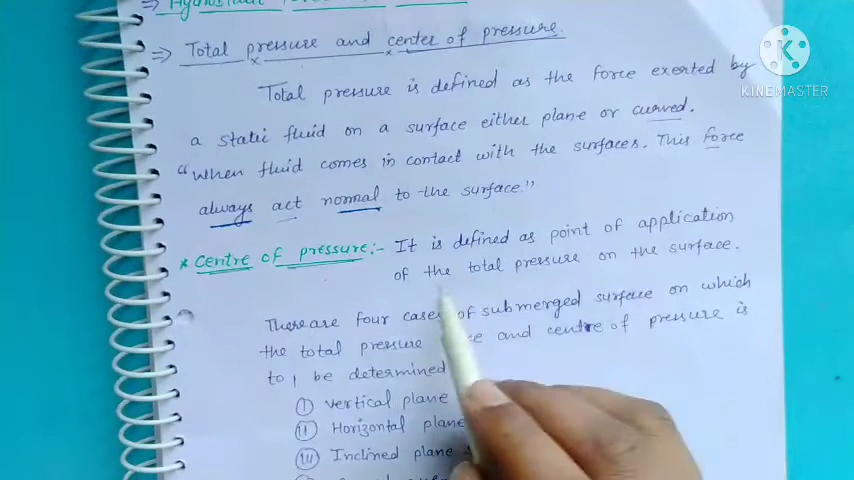 ⇒ Hydrostatic
⇒ Total pressure and center of pressure.
Total pressure is defined as the force exerted by
a static fluid on a surface either plane or curved.
"When fluid comes in contact with the surfaces. This force
always act normal to the surface."
* Centre of pressure:- It is defined as point of application
of the total pressure on the surface.
There are four cases of submerged surface on which
the total pressure and centre of pressure is
to, be determined
(I) vertical plane
(II) Horizontal plane
(III) Inclined plane
K
KINEMASTER